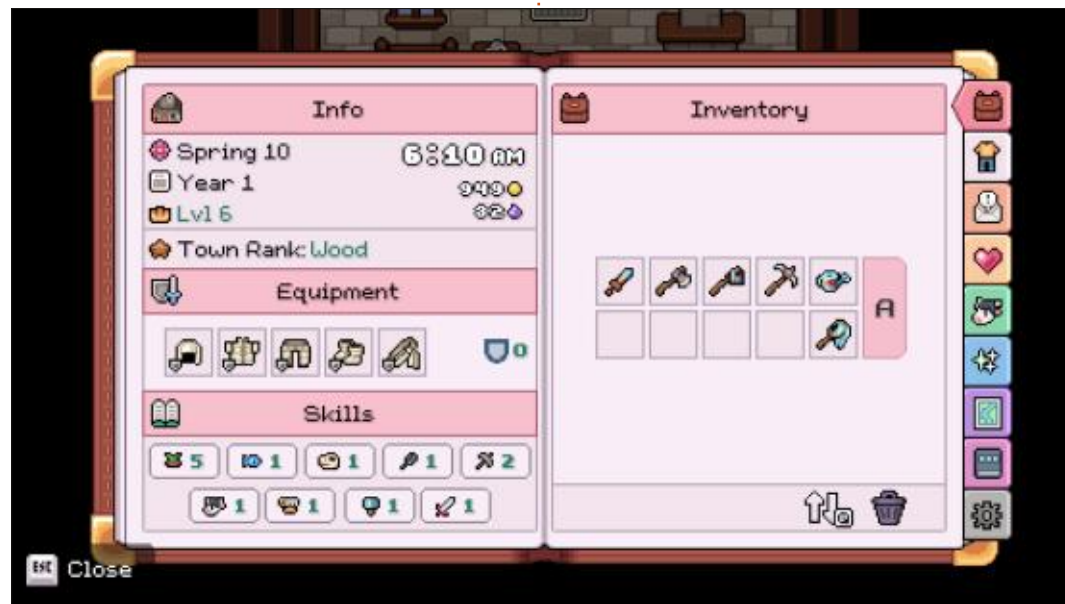 Info
Spring 10
6:10 AM
Year 1
949
Lvl 6
32
Town Rank: Wood
Equipment
0
Skills
5 1 1 1 2
1 1 1 1
Inventory
A
ESC Close